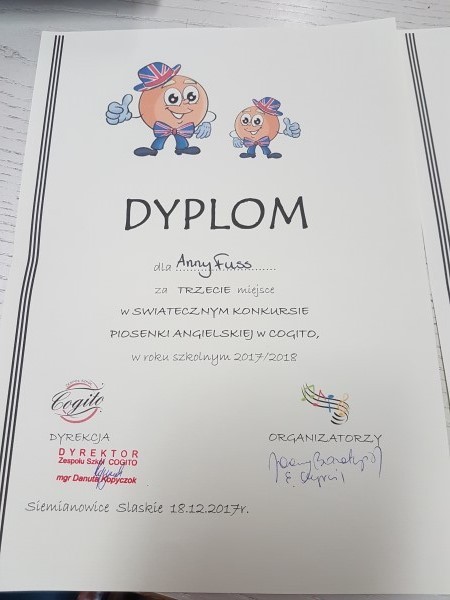 DYPLOM
dla Anny Fuss
za TRZECIE miejsce
W SWIATECZNYM KONKURSIE
PIOSENKI ANGIELSKIEJ W COGITO,
w roku szkolnym 2017/2018
Cogito
DYREKCJA
ORGANIZATORZY
DYREKTOR
Zespołu Szkół COGITO
mgr Danuta Kopyczok
Siemianowice Slaskie 18.12.2017r.